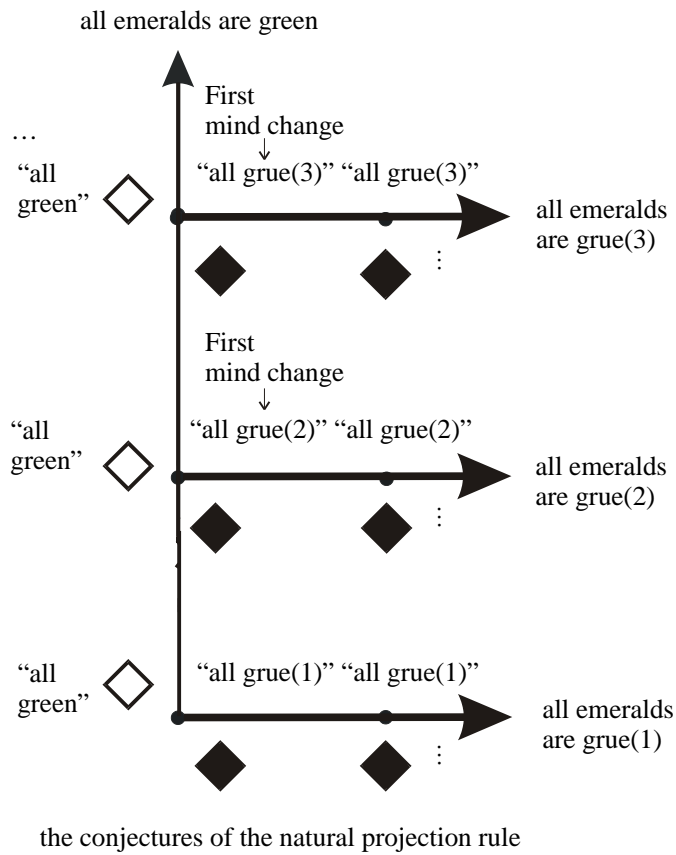 all emeralds are green
First
mind change
…
“all
green”
“all grue(3)” “all grue(3)”
all emeralds
are grue(3)
⋮
First
mind change
“all
green”
“all grue(2)” “all grue(2)”
all emeralds
are grue(2)
⋮
“all
green”
“all grue(1)” “all grue(1)”
all emeralds
are grue(1)
⋮
the conjectures of the natural projection rule